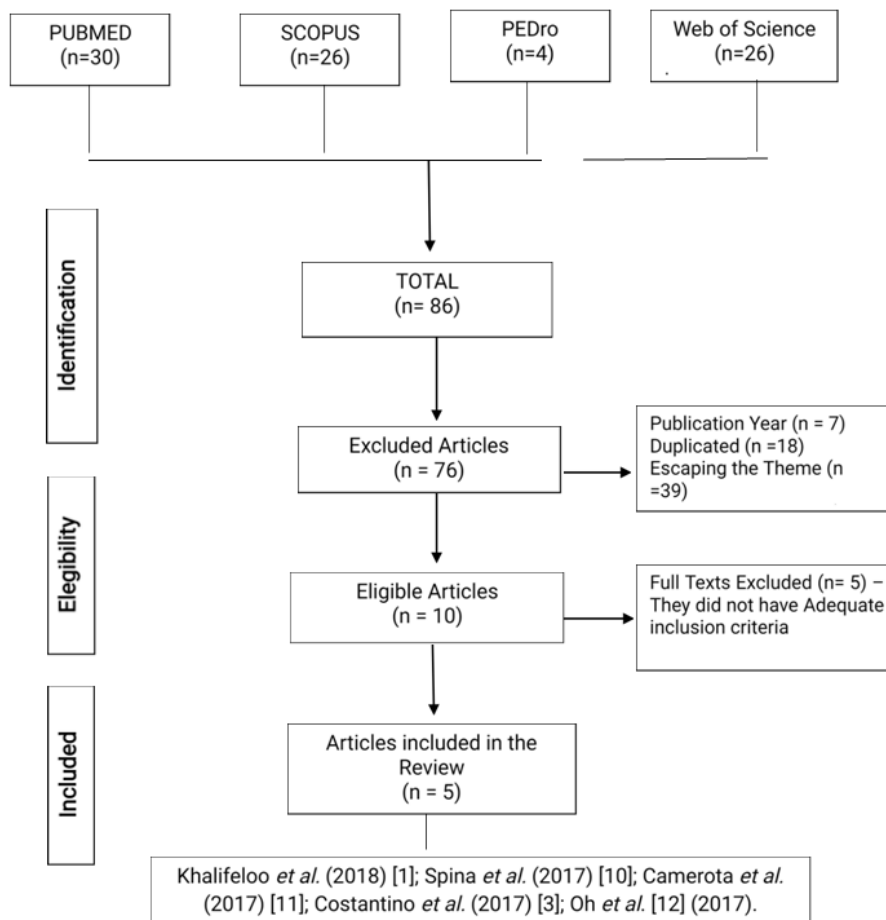 PUBMED
(n=30)
SCOPUS
(n=26)
PEDro
(n=4)
Web of Science
(n=26)
Identification
TOTAL
(n= 86)
Excluded Articles
(n = 76)
Publication Year (n = 7)
Duplicated (n =18)
Escaping the Theme (n
=39)
Elegibility
Eligible Articles
(n = 10)
Full Texts Excluded (n= 5) –
They did not have Adequate
inclusion criteria
Included
Articles included in the
Review
(n = 5)
Khalifeloo et al. (2018) [1]; Spina et al. (2017) [10]; Camerota et al.
(2017) [11]; Costantino et al. (2017) [3]; Oh et al. [12] (2017).